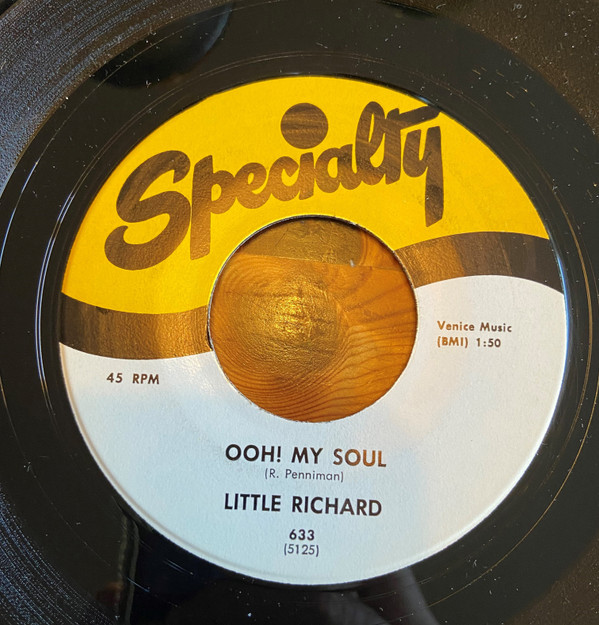 Specialty
Venice Music
(BMI) 1:50
45 RPM
OOH! MY SOUL
(R. Penniman)
LITTLE RICHARD
633
(5125)